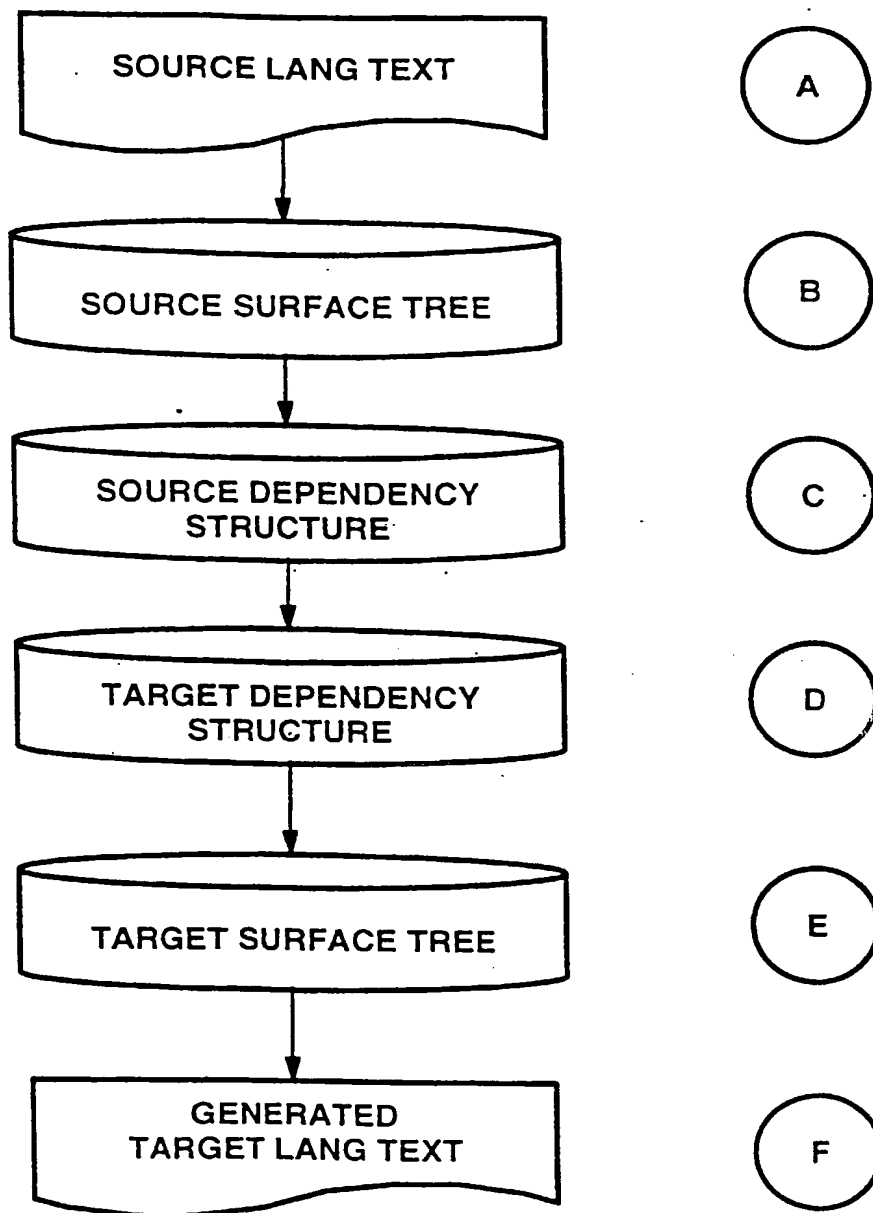 SOURCE LANG TEXT
A
SOURCE SURFACE TREE
B
SOURCE DEPENDENCY
STRUCTURE
C
TARGET DEPENDENCY
STRUCTURE
D
TARGET SURFACE TREE
E
GENERATED
TARGET LANG TEXT
F